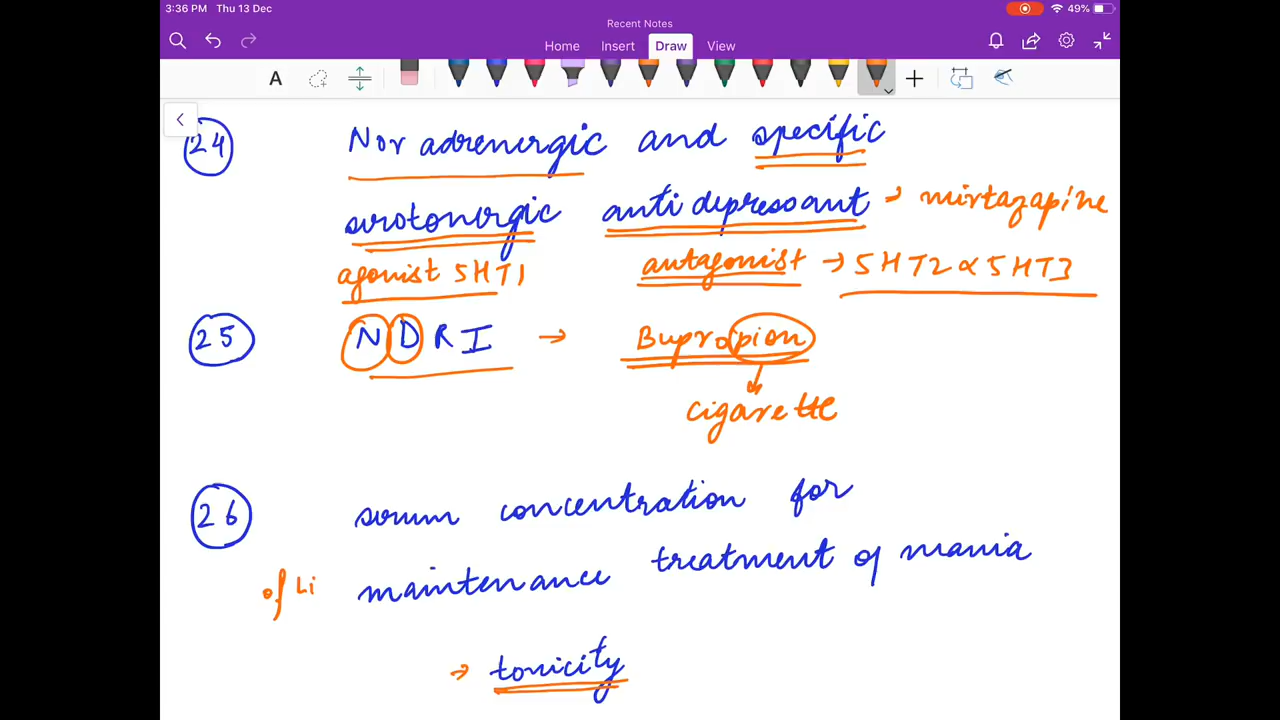 3:36 PM Thu 13 Dec
49%
Recent Notes
Home Insert Draw View
A
24 Nor adrenergic and specific
serotonergic anti depressant → mirtazapine
agonist 5HT1 antagonist → 5HT2 & 5HT3
25 NDRI → Bupropion
cigarette
26 serum concentration for
of Li maintenance treatment of mania
→ toxicity